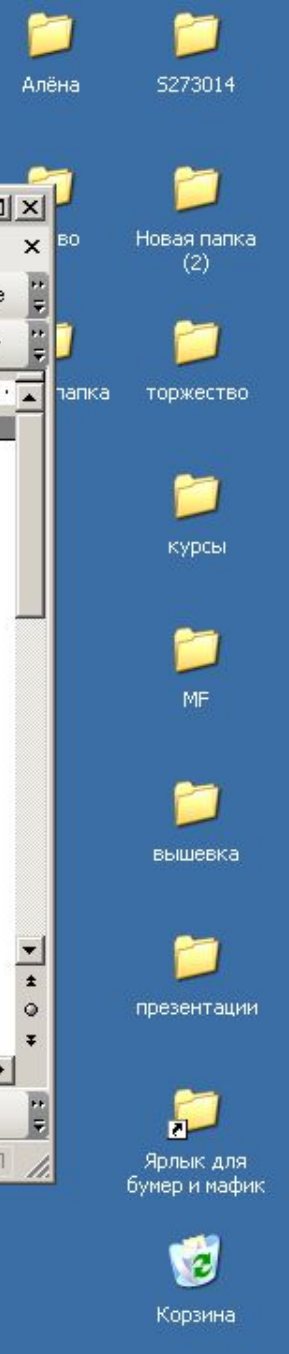 Алёна
S273014
во
Новая папка
(2)
папка
торжество
курсы
MF
вышевка
презентации
Ярлык для
бумер и мафик
Корзина